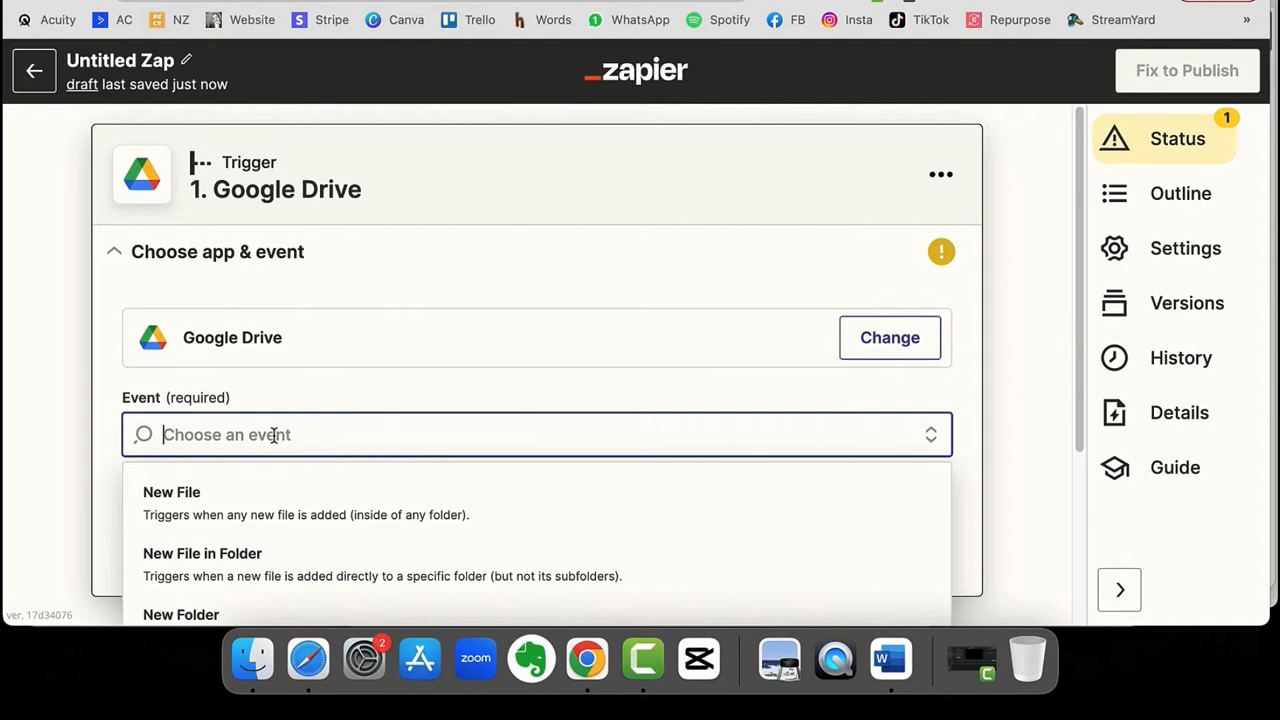 Acuity AC NZ Website Stripe Canva Trello Words WhatsApp Spotify FB Insta TikTok Repurpose StreamYard »
Untitled Zap
draft last saved just now
_zapier
Fix to Publish
Trigger
1. Google Drive
Choose app & event
Google Drive
Change
Event (required)
Choose an event
New File
Triggers when any new file is added (inside of any folder).
New File in Folder
Triggers when a new file is added directly to a specific folder (but not its subfolders).
New Folder
1
Status
Outline
Settings
Versions
History
Details
Guide
ver. 17d34076
2
zoom
W